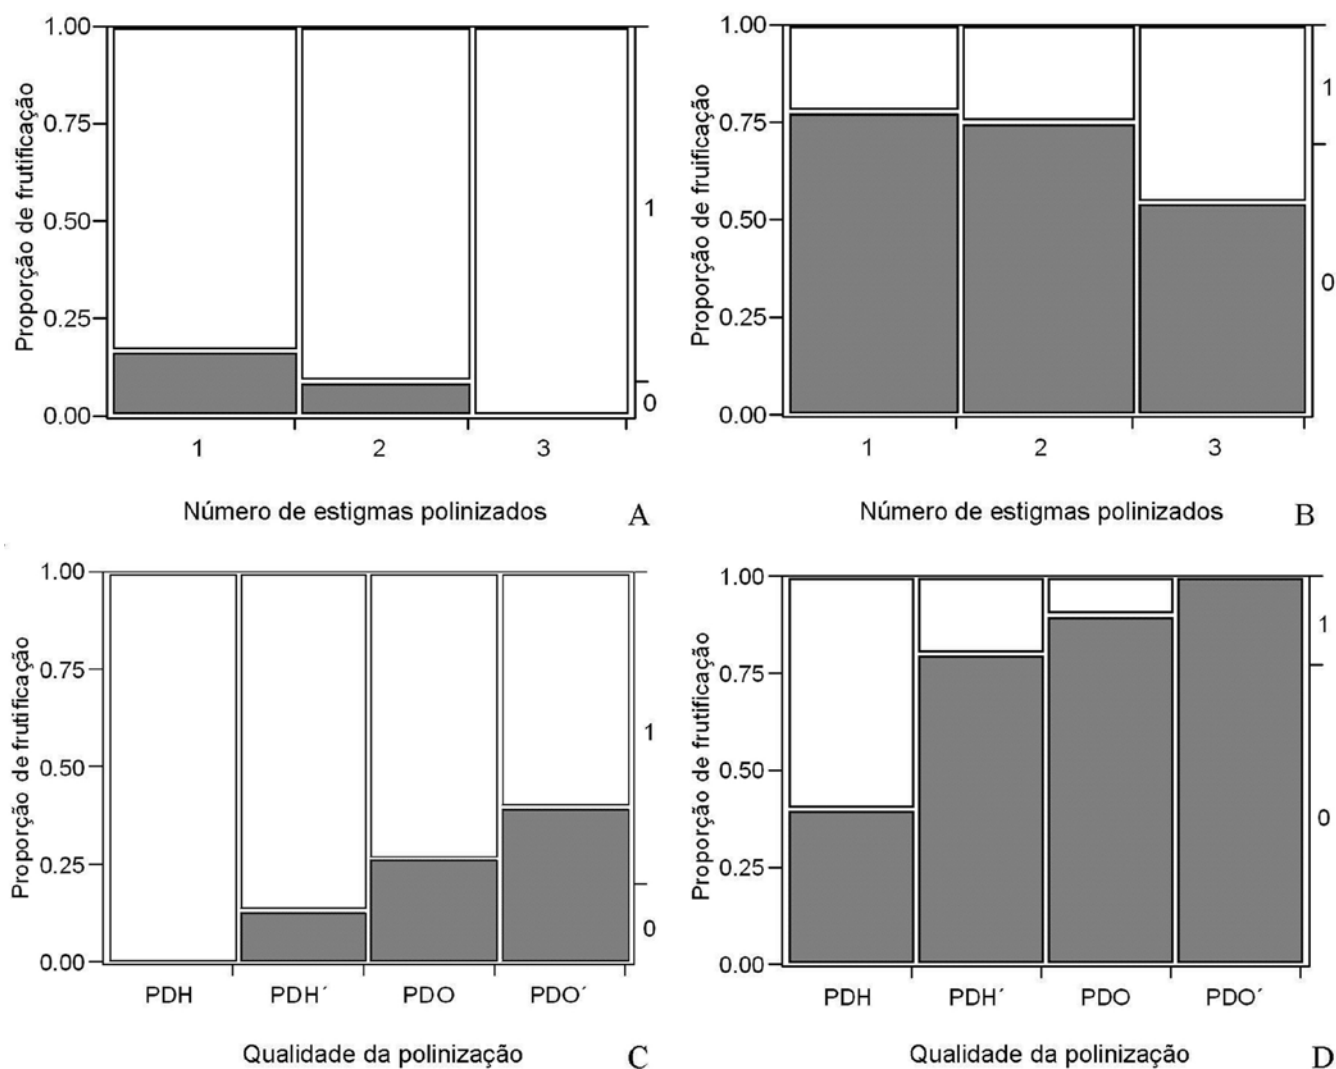 1.00
0.75
0.50
0.25
0.00
Proporção de frutificação
1
0
1 2 3
Número de estigmas polinizados
A
1.00
0.75
0.50
0.25
0.00
Proporção de fruificação
1
0
1 2 3
Número de estigmas polinizados
B
1.00
0.75
0.50
0.25
0.00
Proporção de frutificação
1
0
PDH PDH´ PDO PDO´
Qualidade da polinização
C
1.00
0.75
0.50
0.25
0.00
Proporção de frutificação
1
0
PDH PDH´ PDO PDO´
Qualidade da polinização
D